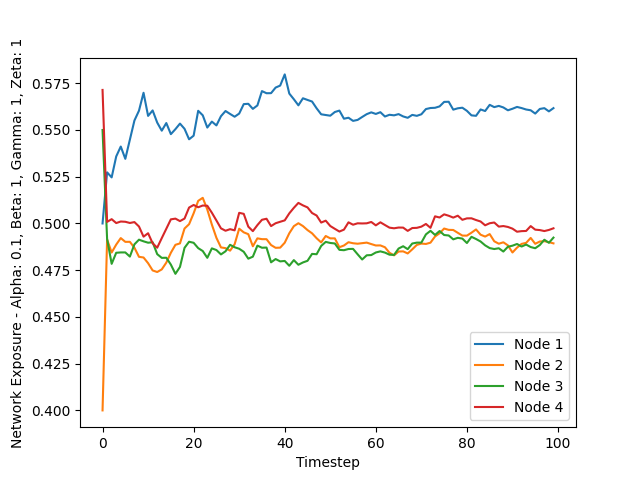 Network Exposure - Alpha: 0.1, Beta: 1, Gamma: 1, Zeta: 1
0.575
0.550
0.525
0.500
0.475
0.450
0.425
0.400
0
20
40
60
80
100
Timestep
Node 1
Node 2
Node 3
Node 4